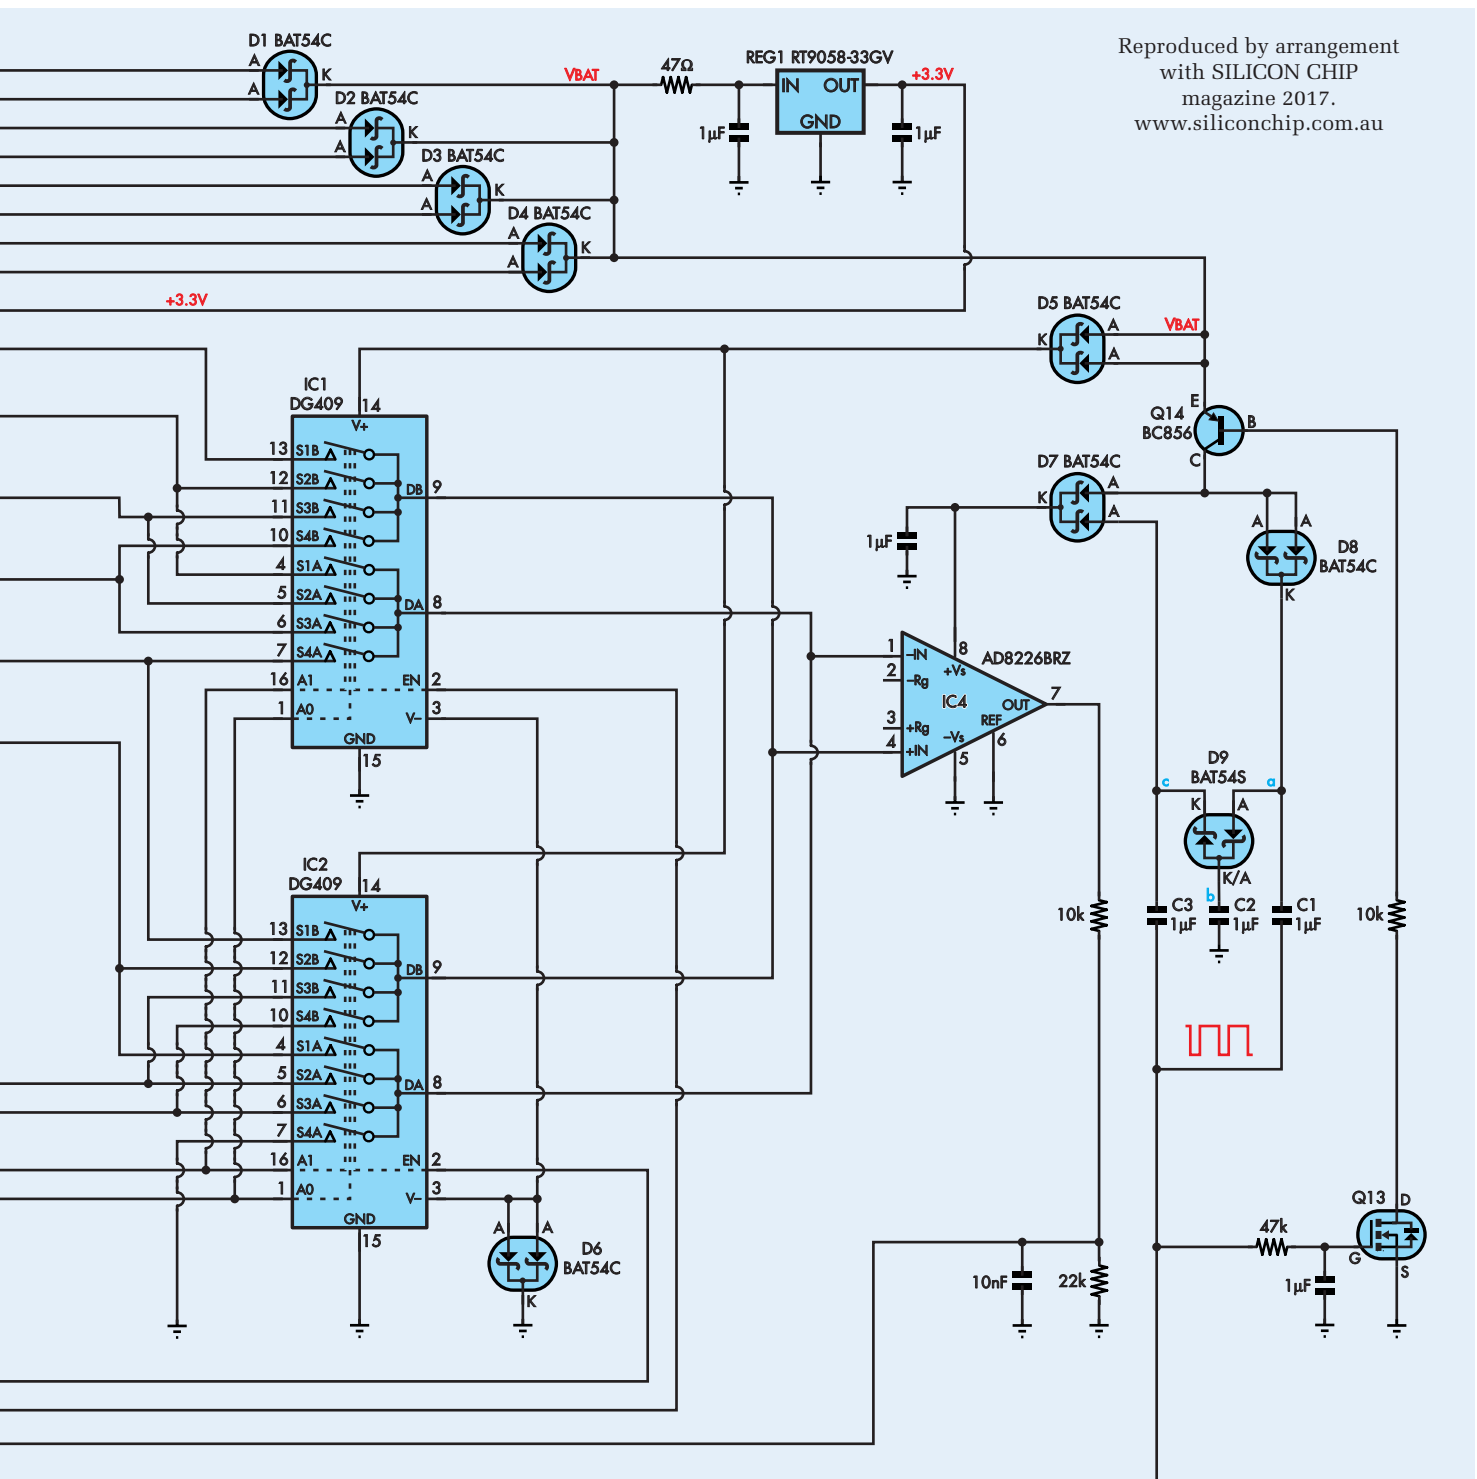 Reproduced by arrangement
with SILICON CHIP
magazine 2017.
www.siliconchip.com.au
D1 BAT54C
A
A
K
D2 BAT54C
A
A
K
D3 BAT54C
A
A
K
D4 BAT54C
A
A
K
VBAT
47Ω
REG1 RT9058-33GV
IN OUT
GND
+3.3V
1µF
1µF
+3.3V
D5 BAT54C
K
A
A
VBAT
E
Q14
BC856
B
C
D7 BAT54C
K
A
A
1µF
A
A
D8
BAT54C
K
IC1
DG409
14
V+
13 S1B
12 S2B
11 S3B
10 S4B
4 S1A
5 S2A
6 S3A
7 S4A
16 A1
1 A0
DB 9
DA 8
EN 2
V– 3
GND
15
1 –IN
2 –Rg
3 +Rg
4 +IN
8
+Vs
AD8226BRZ
IC4
OUT
7
REF
6
–Vs
5
D9
BAT54S
c
a
K
A
K/A
b
C3
1µF
C2
1µF
C1
1µF
10k
10k
IC2
DG409
14
V+
13 S1B
12 S2B
11 S3B
10 S4B
4 S1A
5 S2A
6 S3A
7 S4A
16 A1
1 A0
DB 9
DA 8
EN 2
V– 3
GND
15
A
A
D6
BAT54C
K
10nF
22k
47k
1µF
Q13
D
G
S